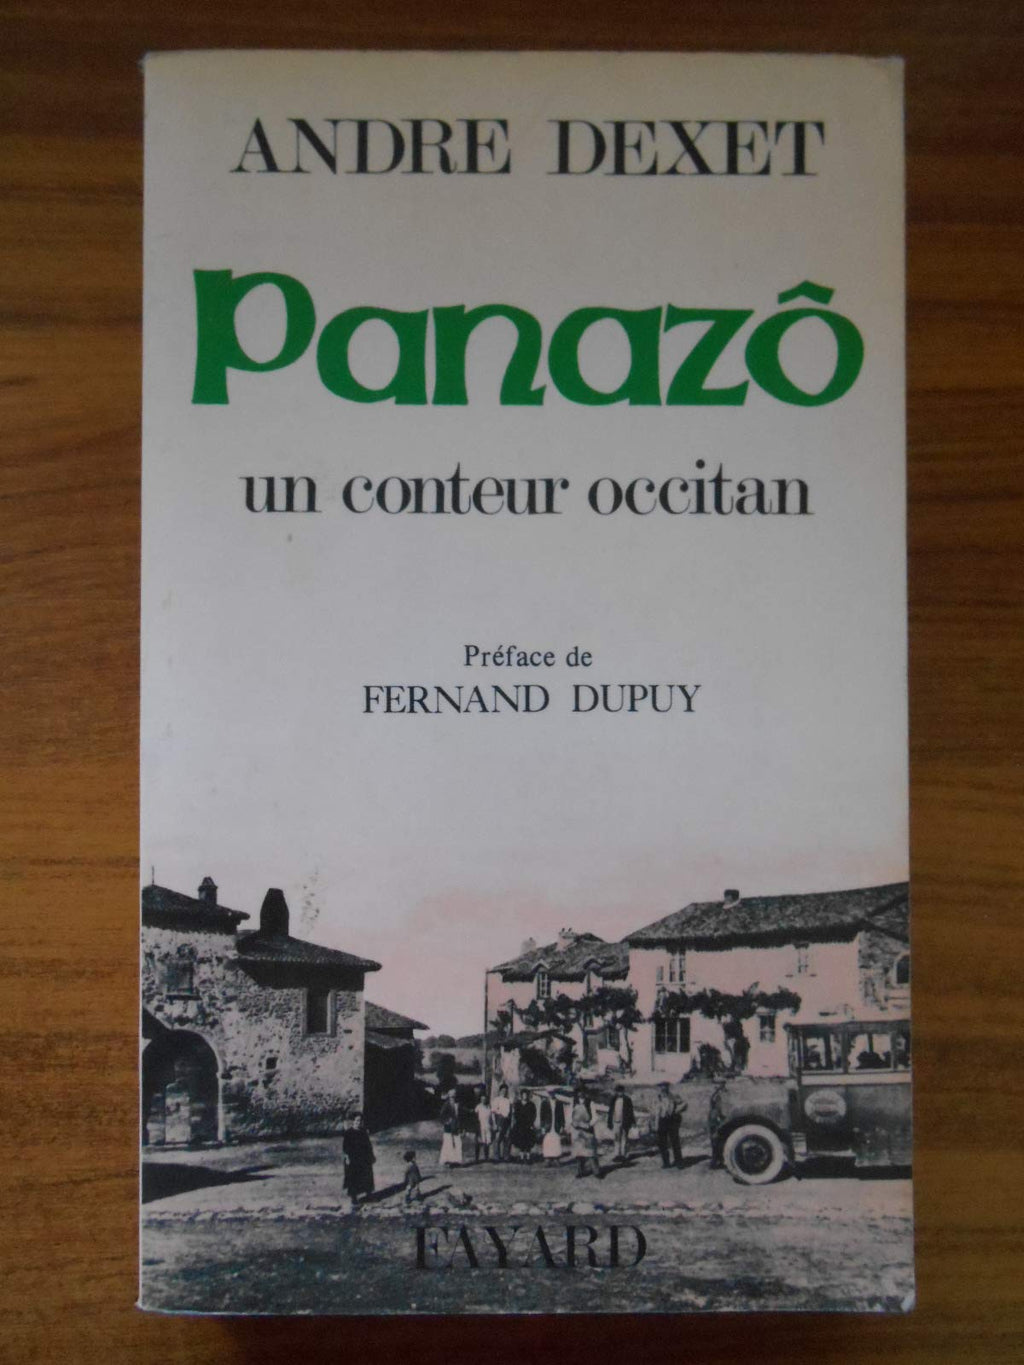 ANDRE DEXET
Panazô
un conteur occitan
Préface de
FERNAND DUPUY
FAYARD